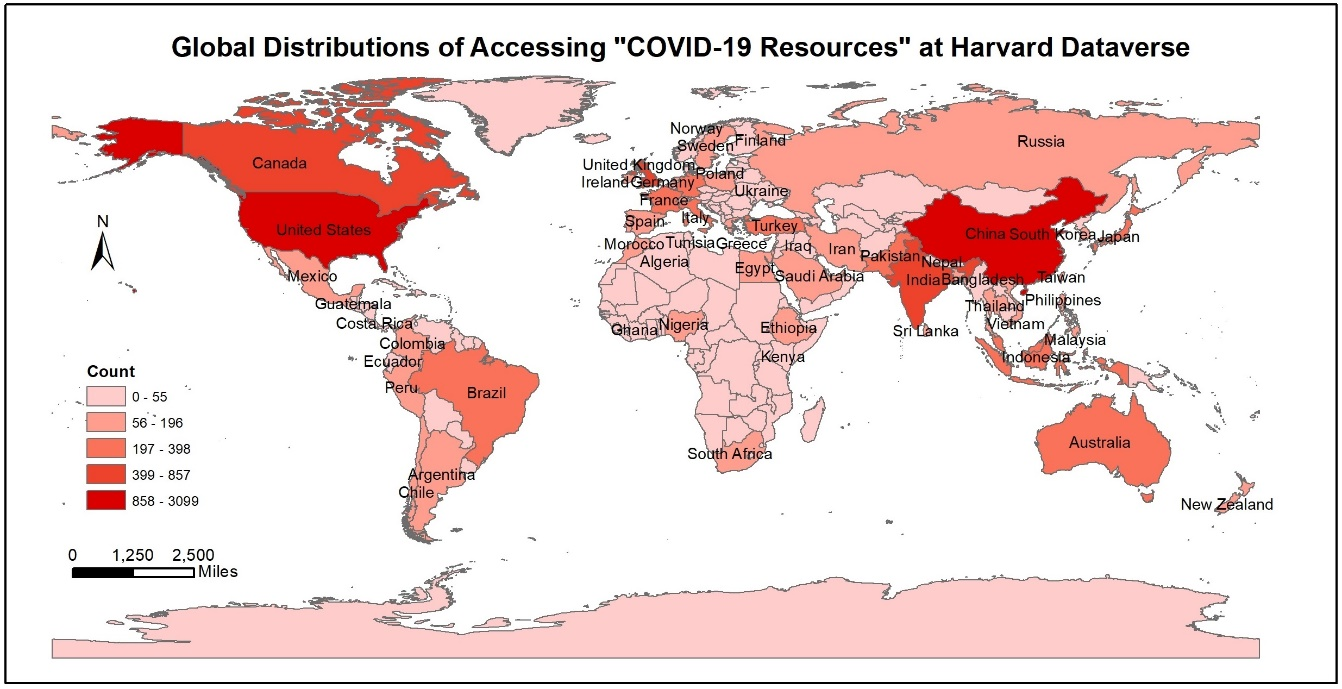 Global Distributions of Accessing "COVID-19 Resources" at Harvard Dataverse
Norway
Sweden
Finland
Russia
Canada
United Kingdom
Ireland
Germany
Poland
Ukraine
France
Spain
Italy
Turkey
United States
China
South Korea
Japan
N
Morocco
Tunisia
Greece
Iraq
Iran
Pakistan
Nepal
Algeria
Egypt
Saudi Arabia
India
Bangladesh
Taiwan
Mexico
Guatemala
Thailand
Philippines
Costa Rica
Ghana
Nigeria
Ethiopia
Sri Lanka
Vietnam
Colombia
Malaysia
Ecuador
Kenya
Indonesia
Peru
Brazil
Australia
South Africa
Argentina
Chile
New Zealand
Count
0 - 55
56 - 196
197 - 398
399 - 857
858 - 3099
0 1,250 2,500
Miles